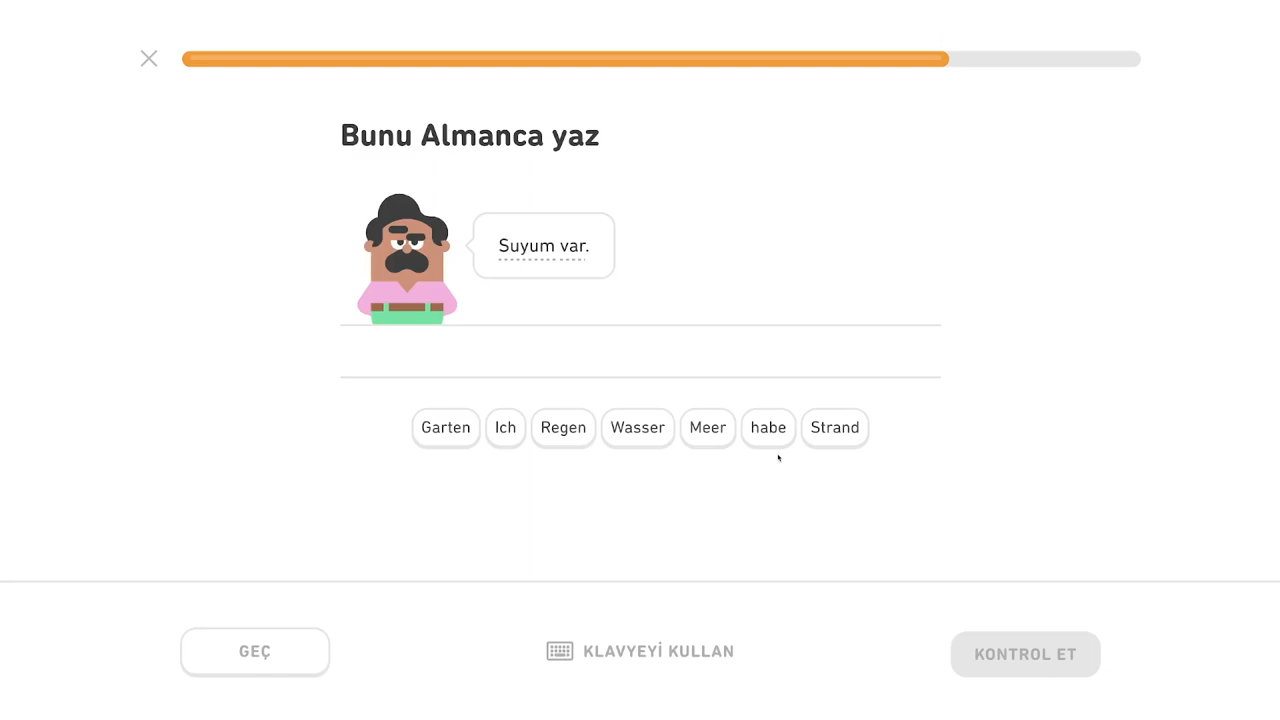 Bunu Almanca yaz
Suyum var.
Garten Ich Regen Wasser Meer habe Strand
GEÇ KLAVYEYİ KULLAN KONTROL ET